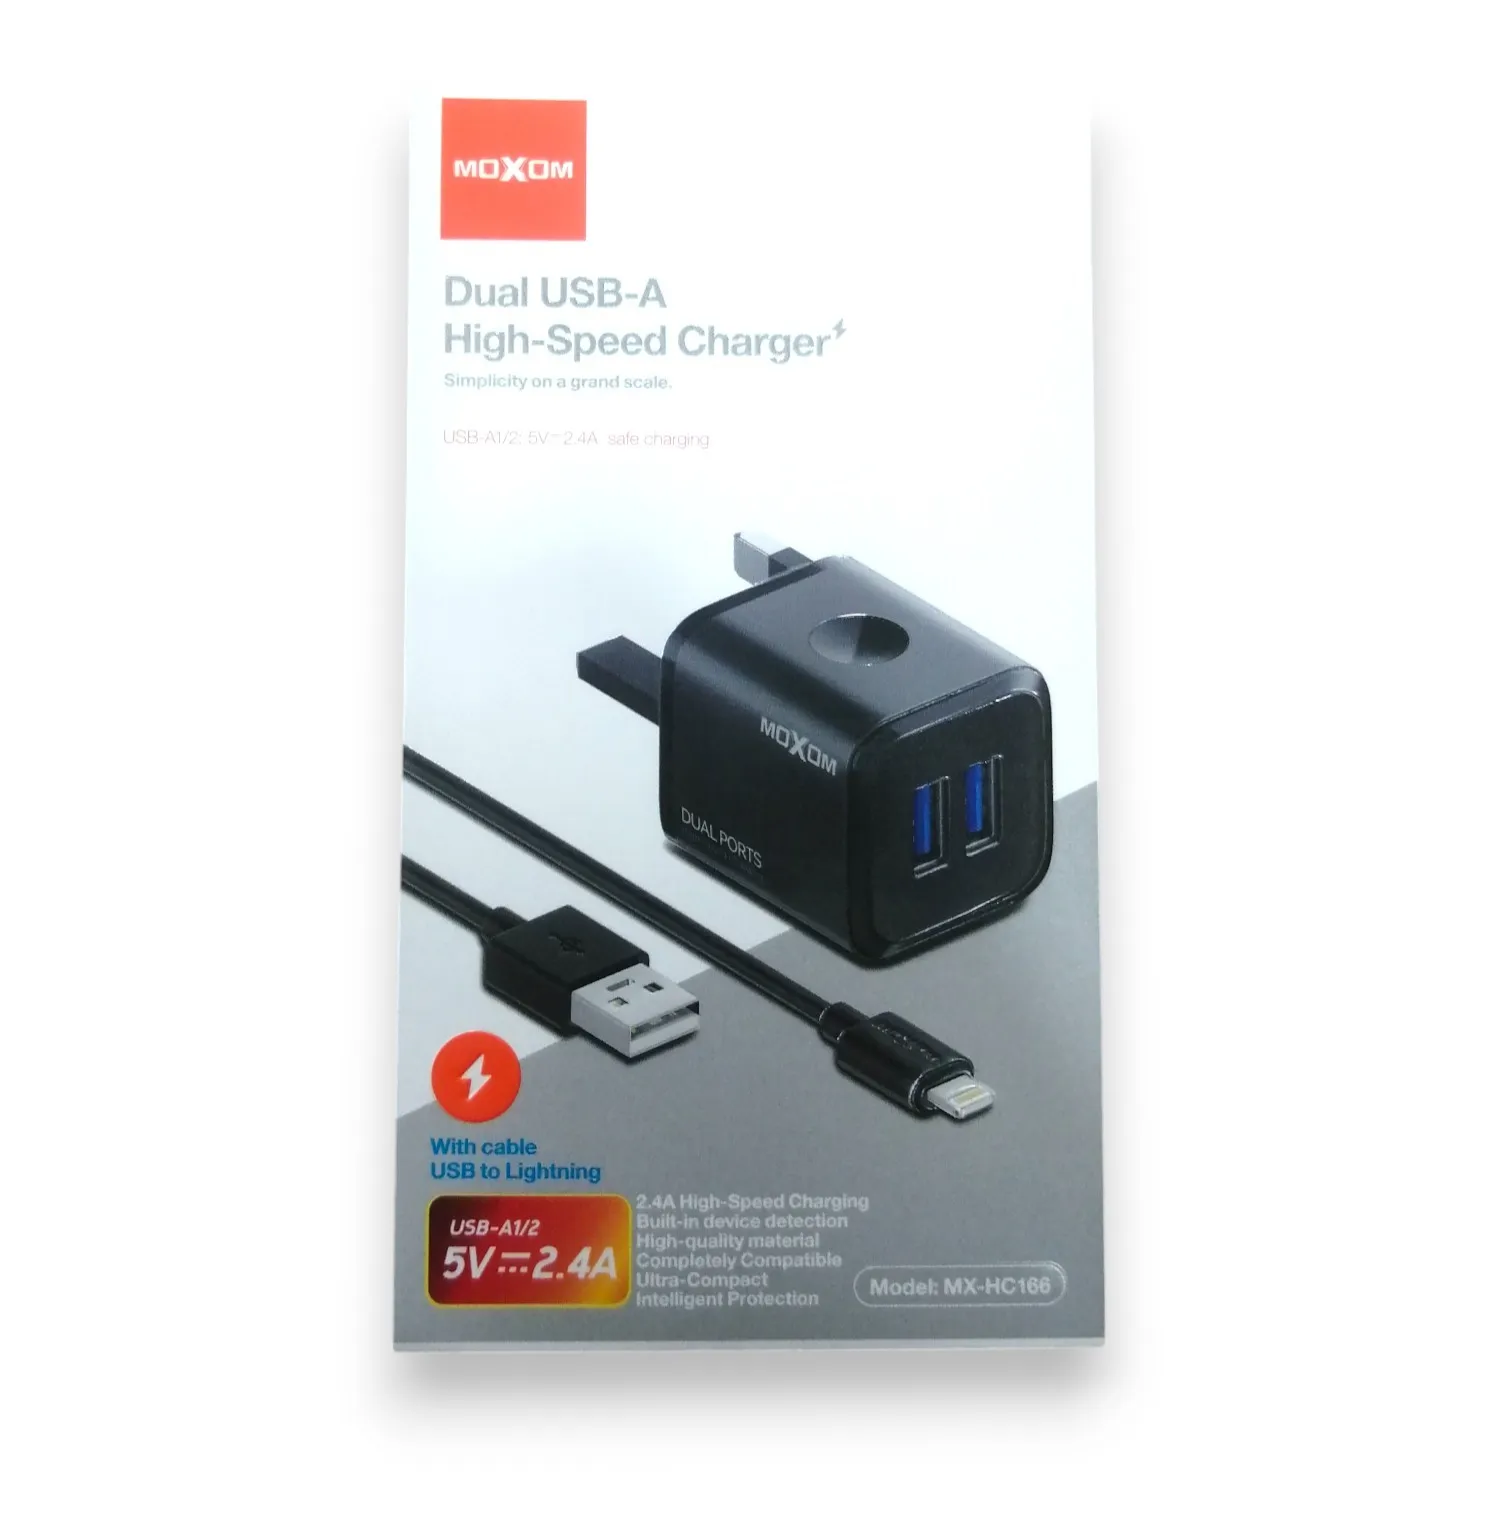 MOXOM
Dual USB-A
High-Speed Charger
Simplicity on a grand scale.
USB-A1/2: 5V⎓2.4A safe charging
MOXOM
DUAL PORTS
With cable
USB to Lightning
USB-A1/2
5V⎓2.4A
2.4A High-Speed Charging
Built-in device detection
High-quality material
Completely Compatible
Ultra-Compact
Intelligent Protection
Model: MX-HC166